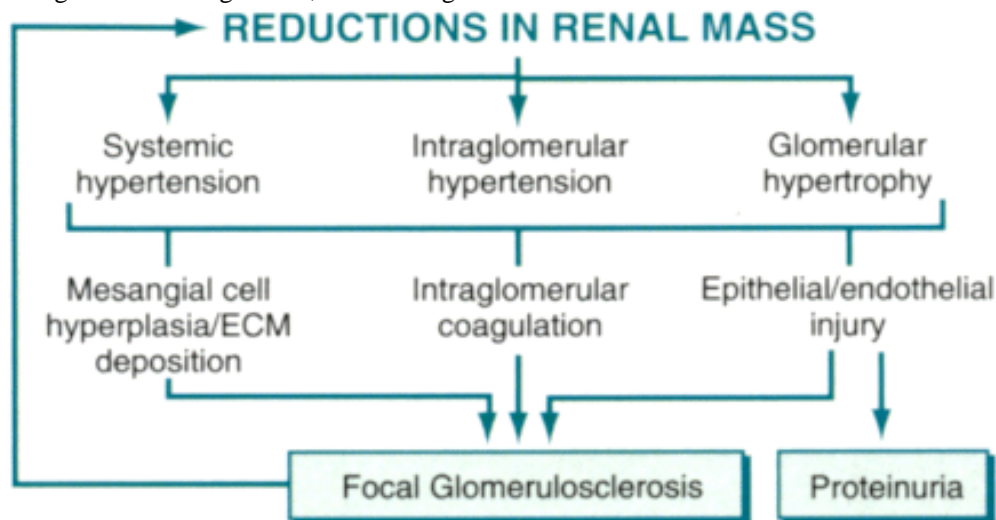 REDUCTIONS IN RENAL MASS
Systemic
hypertension
Intraglomerular
hypertension
Glomerular
hypertrophy
Mesangial cell
hyperplasia/ECM
deposition
Intraglomerular
coagulation
Epithelial/endothelial
injury
Focal Glomerulosclerosis
Proteinuria